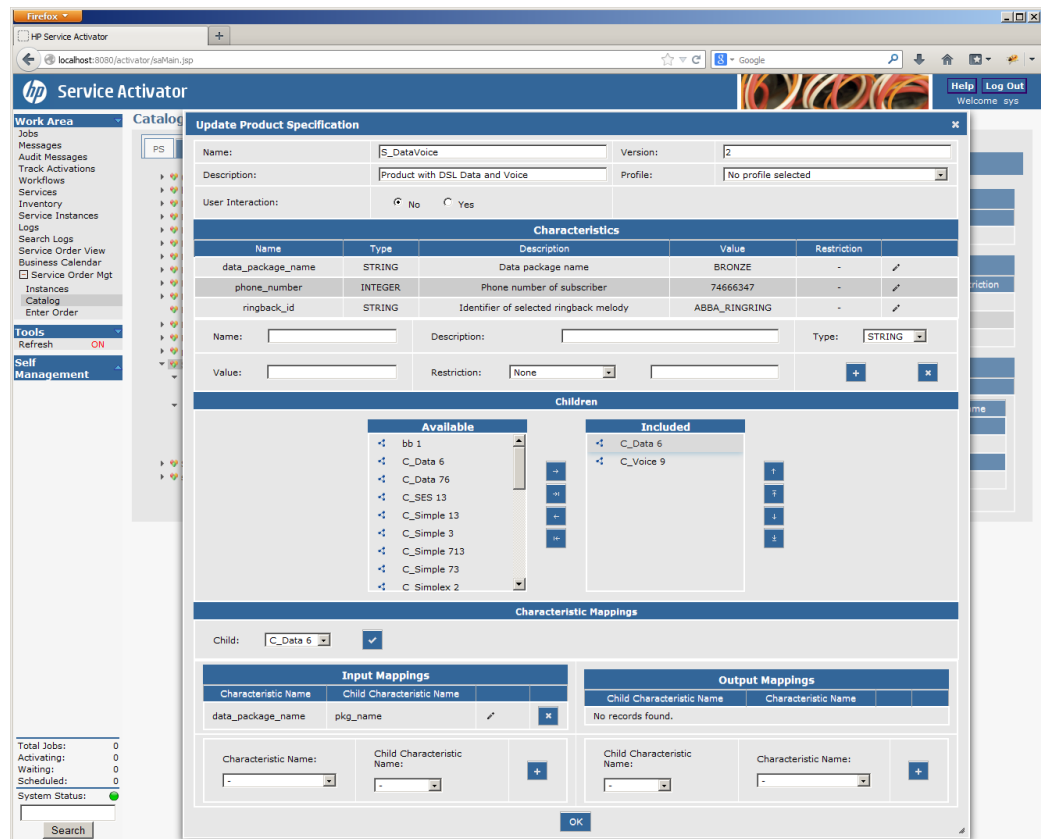 Firefox
HP Service Activator
localhost:8080/activator/saMain.jsp
Google
hp Service Activator
Help Log Out
Welcome sys
Work Area
Jobs
Messages
Audit Messages
Track Activations
Workflows
Services
Inventory
Service Instances
Logs
Search Logs
Service Order View
Business Calendar
Service Order Mgt
Instances
Catalog
Enter Order
Tools
Refresh ON
Self Management
Total Jobs: 0
Activating: 0
Waiting: 0
Scheduled: 0
System Status:
Search
Catalog
PS
Update Product Specification
Name: S_DataVoice Version: 2
Description: Product with DSL Data and Voice Profile: No profile selected
User Interaction: No Yes
Characteristics
Name Type Description Value Restriction
data_package_name STRING Data package name BRONZE -
phone_number INTEGER Phone number of subscriber 74666347 -
ringback_id STRING Identifier of selected ringback melody ABBA_RINGRING -
Name: Description: Type: STRING
Value: Restriction: None
Children
Available Included
bb 1
C_Data 6
C_Data 76
C_SES 13
C_Simple 13
C_Simple 3
C_Simple 713
C_Simple 73
C_Simplex 2
C_Data 6
C_Voice 9
Characteristic Mappings
Child: C_Data 6
Input Mappings
Characteristic Name Child Characteristic Name
data_package_name pkg_name
Characteristic Name: Child Characteristic Name:
- -
Output Mappings
Child Characteristic Name Characteristic Name
No records found.
Child Characteristic Name: Characteristic Name:
- -
OK